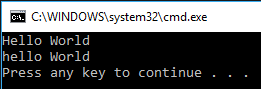 C:\WINDOWS\system32\cmd.exe
Hello World
hello World
Press any key to continue . . .